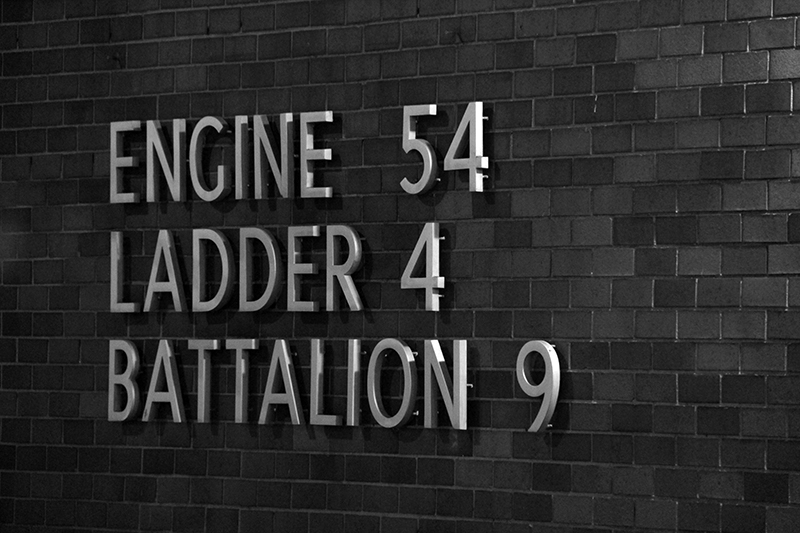 ENGINE 54
LADDER 4
BATTALION 9